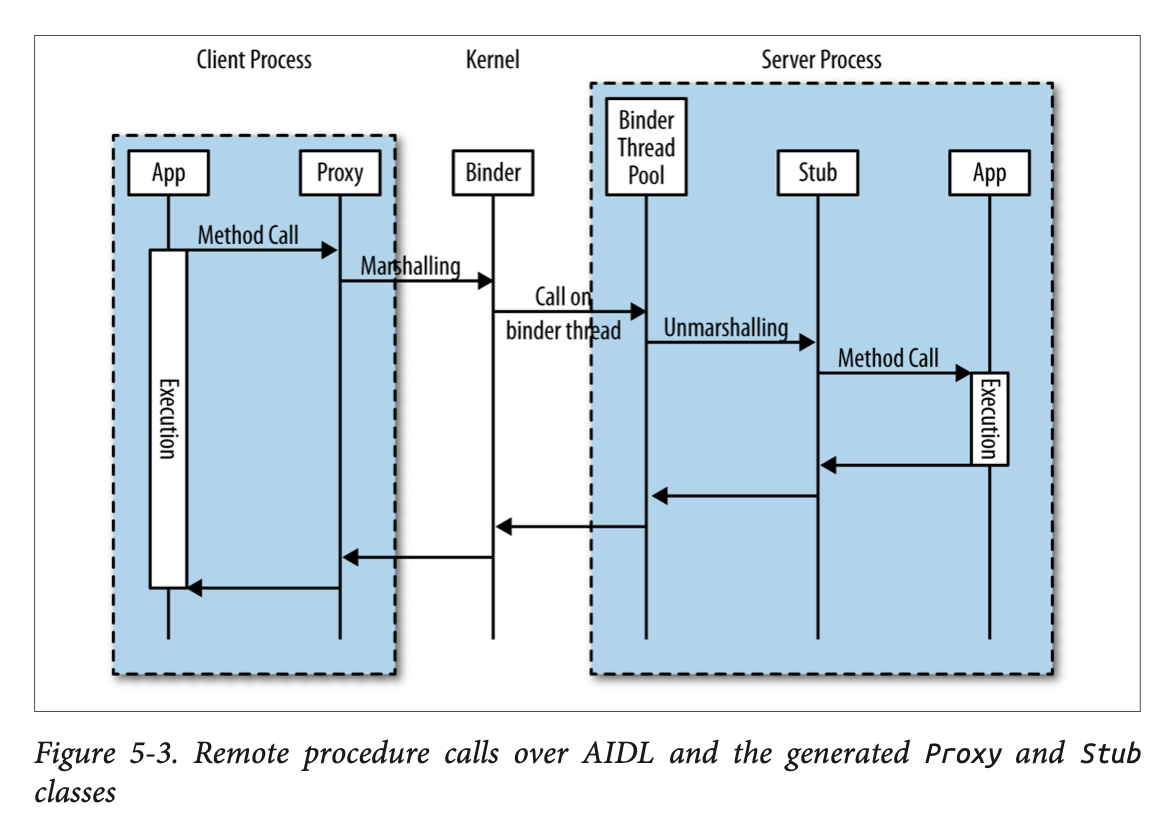 Client Process
Kernel
Server Process
Binder
Thread
Pool
App
Proxy
Binder
Stub
App
Method Call
Marshalling
Call on
binder thread
Unmarshalling
Method Call
Execution
Execution
Figure 5-3. Remote procedure calls over AIDL and the generated Proxy and Stub
classes